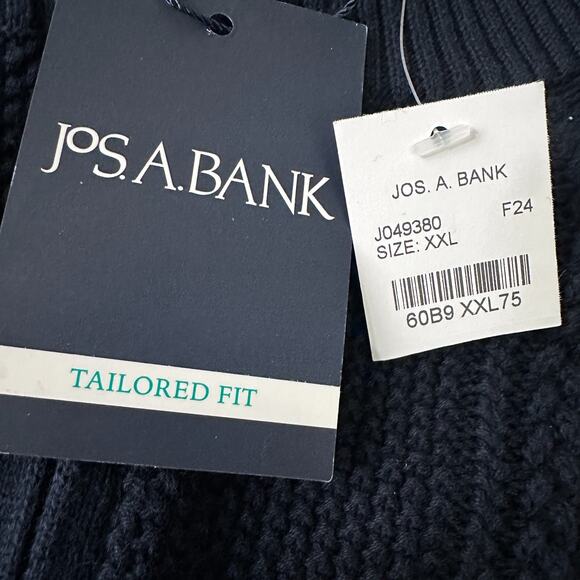 JOS. A. BANK
TAILORED FIT
JOS. A. BANK
J049380 F24
SIZE: XXL
60B9 XXL75